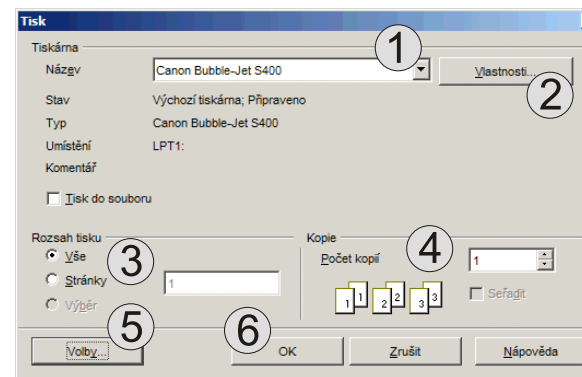 Tisk
Tiskárna
1
Název Canon Bubble-Jet S400 Vlastnosti...
2
Stav Výchozí tiskárna; Připraveno
Typ Canon Bubble-Jet S400
Umístění LPT1:
Komentář
Tisk do souboru
Rozsah tisku Kopie
Vše 3 Počet kopií 4 1
Stránky 1 1 1 2 2 3 3 Seřadit
Výběr
5 6
Volby... OK Zrušit Nápověda